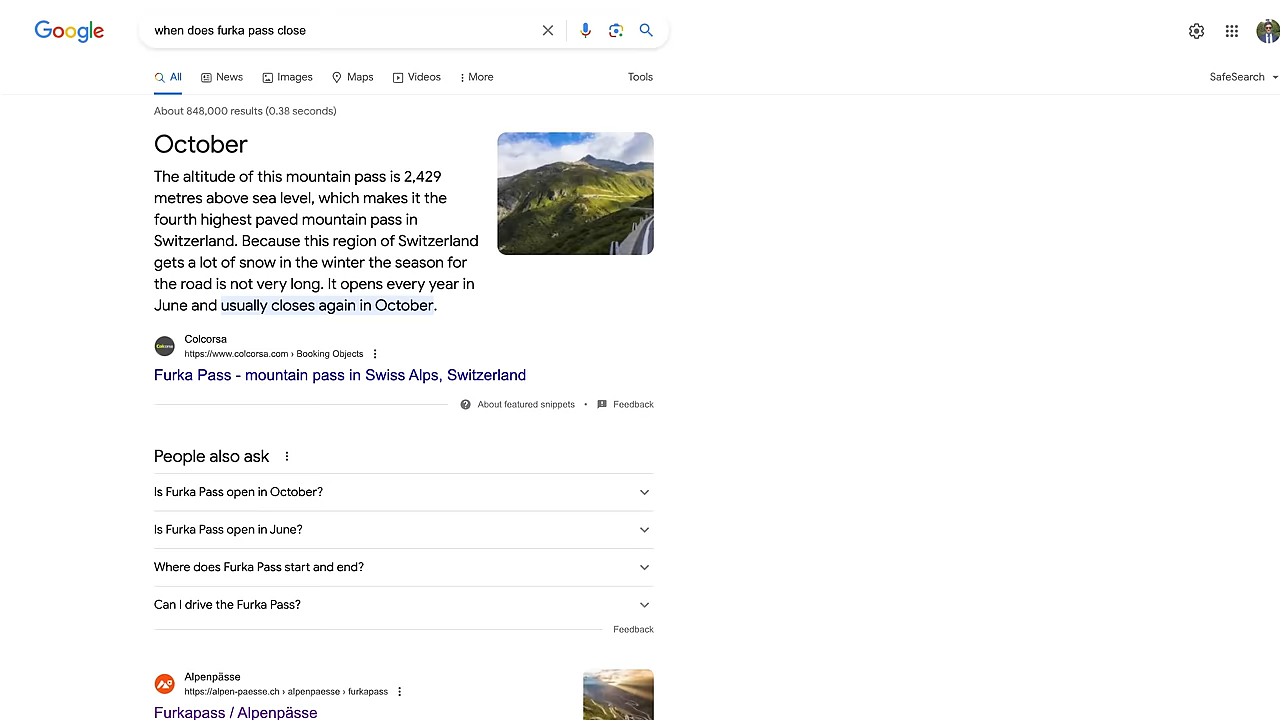 Google
when does furka pass close
All
News
Images
Maps
Videos
More
Tools
SafeSearch
About 848,000 results (0.38 seconds)
October
The altitude of this mountain pass is 2,429
metres above sea level, which makes it the
fourth highest paved mountain pass in
Switzerland. Because this region of Switzerland
gets a lot of snow in the winter the season for
the road is not very long. It opens every year in
June and usually closes again in October.
Colcorsa
Colcorsa
https://www.colcorsa.com › Booking Objects
Furka Pass - mountain pass in Swiss Alps, Switzerland
About featured snippets • Feedback
People also ask
Is Furka Pass open in October?
Is Furka Pass open in June?
Where does Furka Pass start and end?
Can I drive the Furka Pass?
Feedback
Alpenpässe
https://alpen-paesse.ch › alpenpaesse › furkapass
Furkapass / Alpenpässe